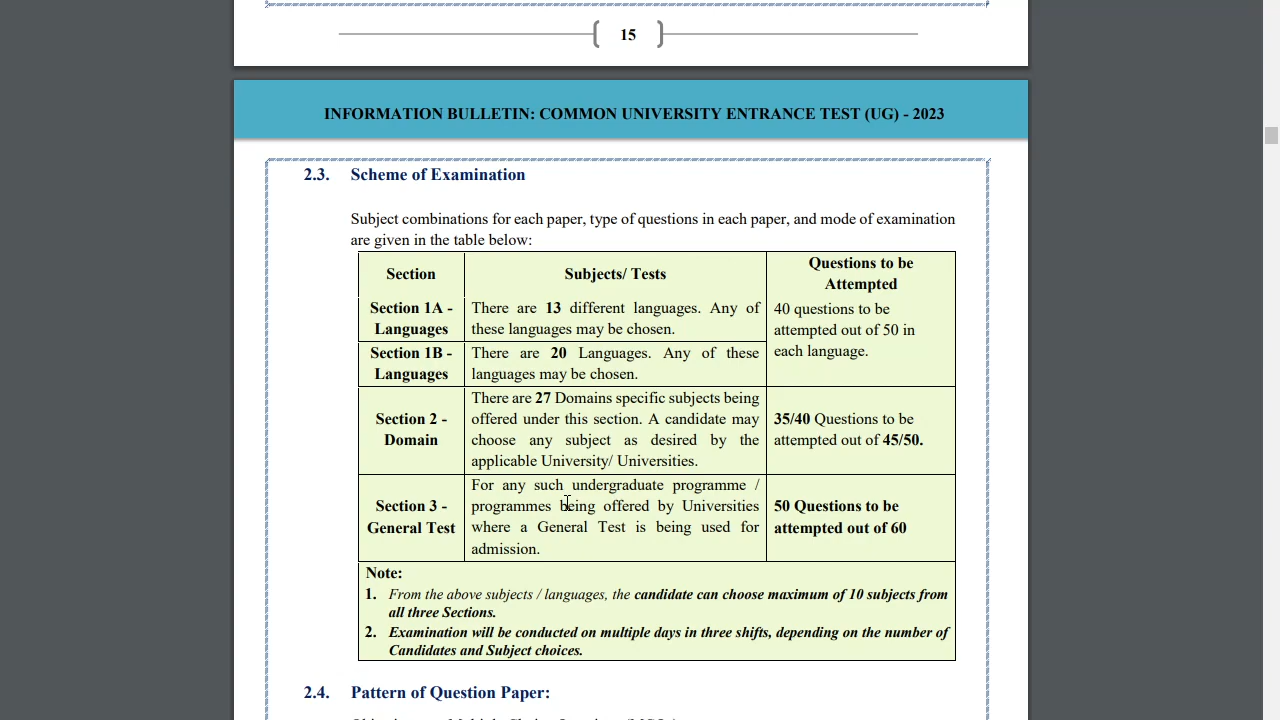 15
INFORMATION BULLETIN: COMMON UNIVERSITY ENTRANCE TEST (UG) - 2023
2.3. Scheme of Examination
Subject combinations for each paper, type of questions in each paper, and mode of examination
are given in the table below:
Section
Subjects/ Tests
Questions to be
Attempted
Section 1A -
Languages
There are 13 different languages. Any of
these languages may be chosen.
40 questions to be
attempted out of 50 in
each language.
Section 1B -
Languages
There are 20 Languages. Any of these
languages may be chosen.
Section 2 -
Domain
There are 27 Domains specific subjects being
offered under this section. A candidate may
choose any subject as desired by the
applicable University/ Universities.
35/40 Questions to be
attempted out of 45/50.
Section 3 -
General Test
For any such undergraduate programme /
programmes being offered by Universities
where a General Test is being used for
admission.
50 Questions to be
attempted out of 60
Note:
1. From the above subjects / languages, the candidate can choose maximum of 10 subjects from
all three Sections.
2. Examination will be conducted on multiple days in three shifts, depending on the number of
Candidates and Subject choices.
2.4. Pattern of Question Paper: